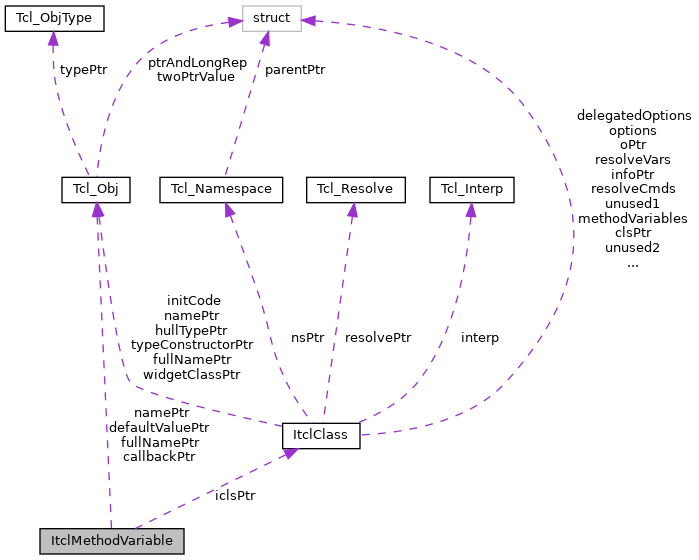 Tcl_ObjType
struct
typePtr
ptrAndLongRep
twoPtrValue
parentPtr
delegatedOptions
options
oPtr
resolveVars
infoPtr
resolveCmds
unused1
methodVariables
clsPtr
unused2
...
Tcl_Obj
Tcl_Namespace
Tcl_Resolve
Tcl_Interp
initCode
namePtr
hullTypePtr
typeConstructorPtr
fullNamePtr
widgetClassPtr
nsPtr
resolvePtr
interp
namePtr
defaultValuePtr
fullNamePtr
callbackPtr
ItclClass
iclsPtr
ItclMethodVariable